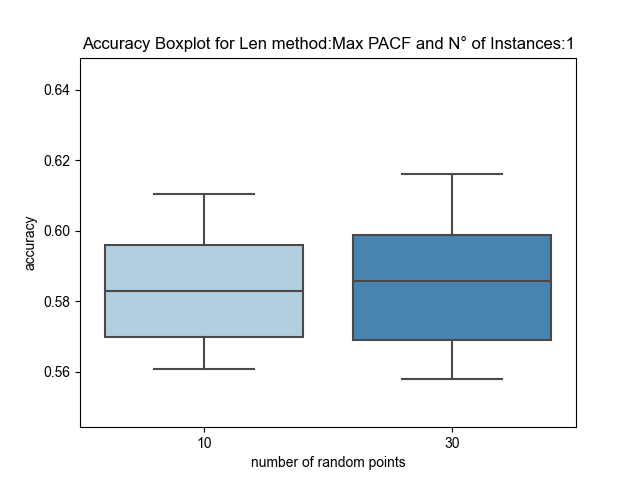 Accuracy Boxplot for Len method:Max PACF and N° of Instances:1
0.64
0.62
0.60
0.58
0.56
accuracy
10 30
number of random points